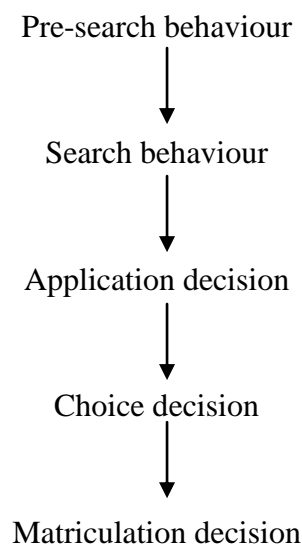 Pre-search behaviour
Search behaviour
Application decision
Choice decision
Matriculation decision